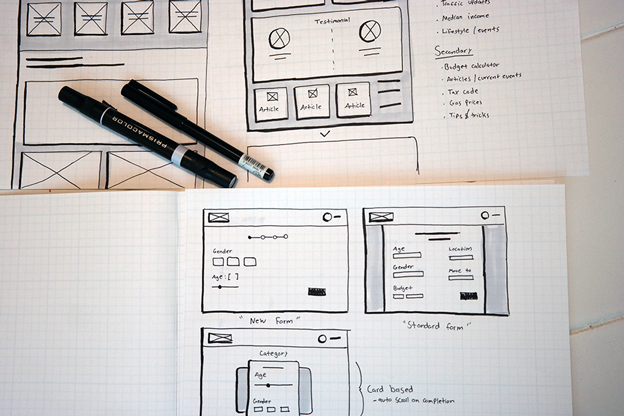 Testimonial
Article
Article
Article
· Traffic updates
· Median income
· Lifestyle / events
Secondary
· Budget calculator
· Articles / current events
· Tax code
· Gas prices
· Tips & tricks
PRISMACOLOR
Gender
Age: [ ]
"New Form"
Age
Location
Gender
Move to
Budget
"Standard form"
Category
Age
Gender
Card based
- auto scroll on completion